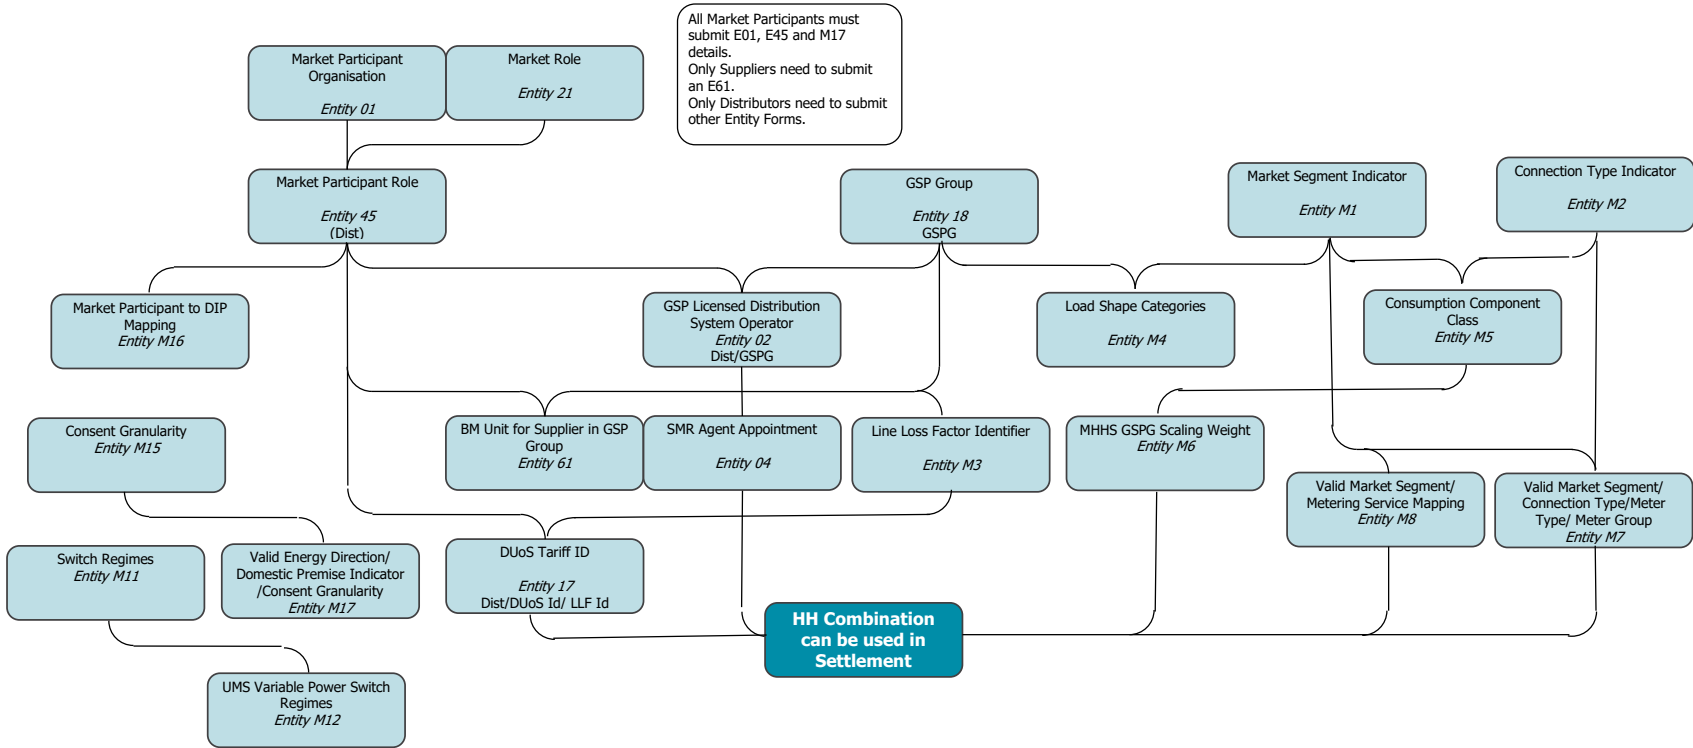 All Market Participants must
submit E01, E45 and M17
details.
Only Suppliers need to submit
an E61.
Only Distributors need to submit
other Entity Forms.
Market Participant
Organisation
Entity 01
Market Role
Entity 21
Market Participant Role
Entity 45
(Dist)
GSP Group
Entity 18
GSPG
Market Segment Indicator
Entity M1
Connection Type Indicator
Entity M2
Market Participant to DIP
Mapping
Entity M16
GSP Licensed Distribution
System Operator
Entity 02
Dist/GSPG
Load Shape Categories
Entity M4
Consumption Component
Class
Entity M5
Consent Granularity
Entity M15
BM Unit for Supplier in GSP
Group
Entity 61
SMR Agent Appointment
Entity 04
Line Loss Factor Identifier
Entity M3
MHHS GSPG Scaling Weight
Entity M6
Valid Market Segment/
Metering Service Mapping
Entity M8
Valid Market Segment/
Connection Type/Meter
Type/ Meter Group
Entity M7
Switch Regimes
Entity M11
Valid Energy Direction/
Domestic Premise Indicator
/Consent Granularity
Entity M17
DUoS Tariff ID
Entity 17
Dist/DUoS Id/ LLF Id
HH Combination
can be used in
Settlement
UMS Variable Power Switch
Regimes
Entity M12